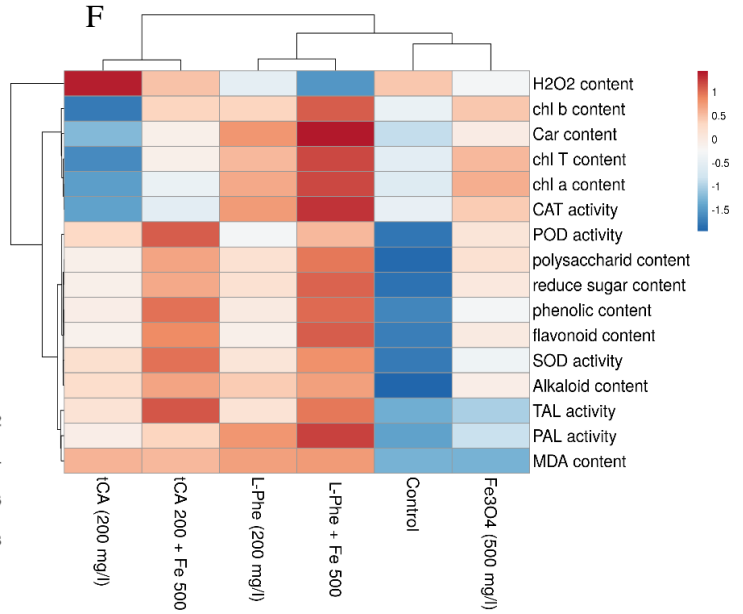 F
H2O2 content
chl b content
Car content
chl T content
chl a content
CAT activity
POD activity
polysaccharid content
reduce sugar content
phenolic content
flavonoid content
SOD activity
Alkaloid content
TAL activity
PAL activity
MDA content
1
0.5
0
-0.5
-1
-1.5
tCA (200 mg/l)
tCA 200 + Fe 500
L-Phe (200 mg/l)
L-Phe + Fe 500
Control
Fe3O4 (500 mg/l)